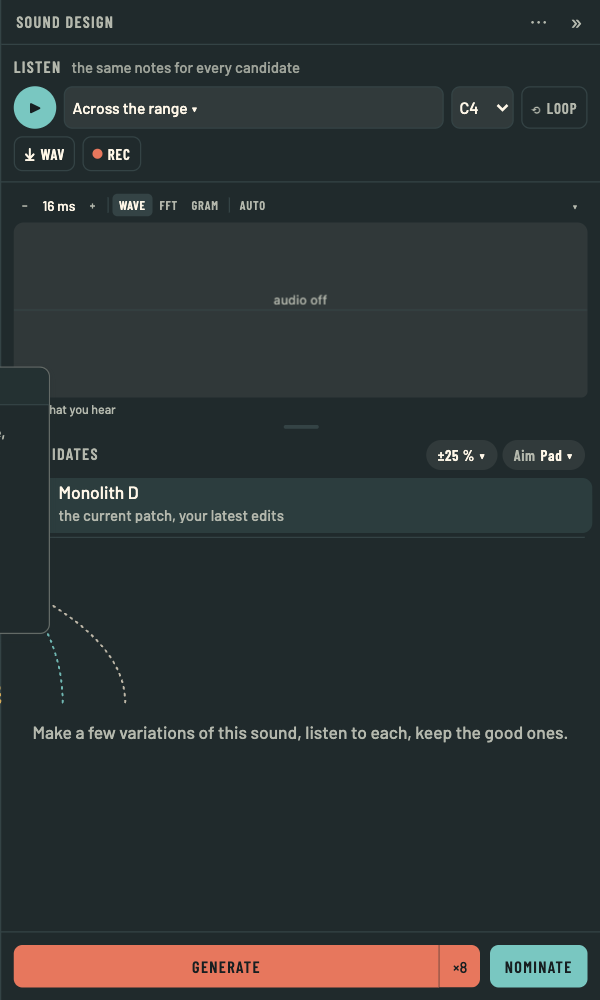 SOUND DESIGN ··· »
LISTEN the same notes for every candidate
Across the range ▾ C4 LOOP
WAV REC
− 16 ms + WAVE FFT GRAM AUTO ▾
audio off
hat you hear
IDATES ±25 % ▾ Aim Pad ▾
Monolith D
the current patch, your latest edits
Make a few variations of this sound, listen to each, keep the good ones.
GENERATE ×8 NOMINATE